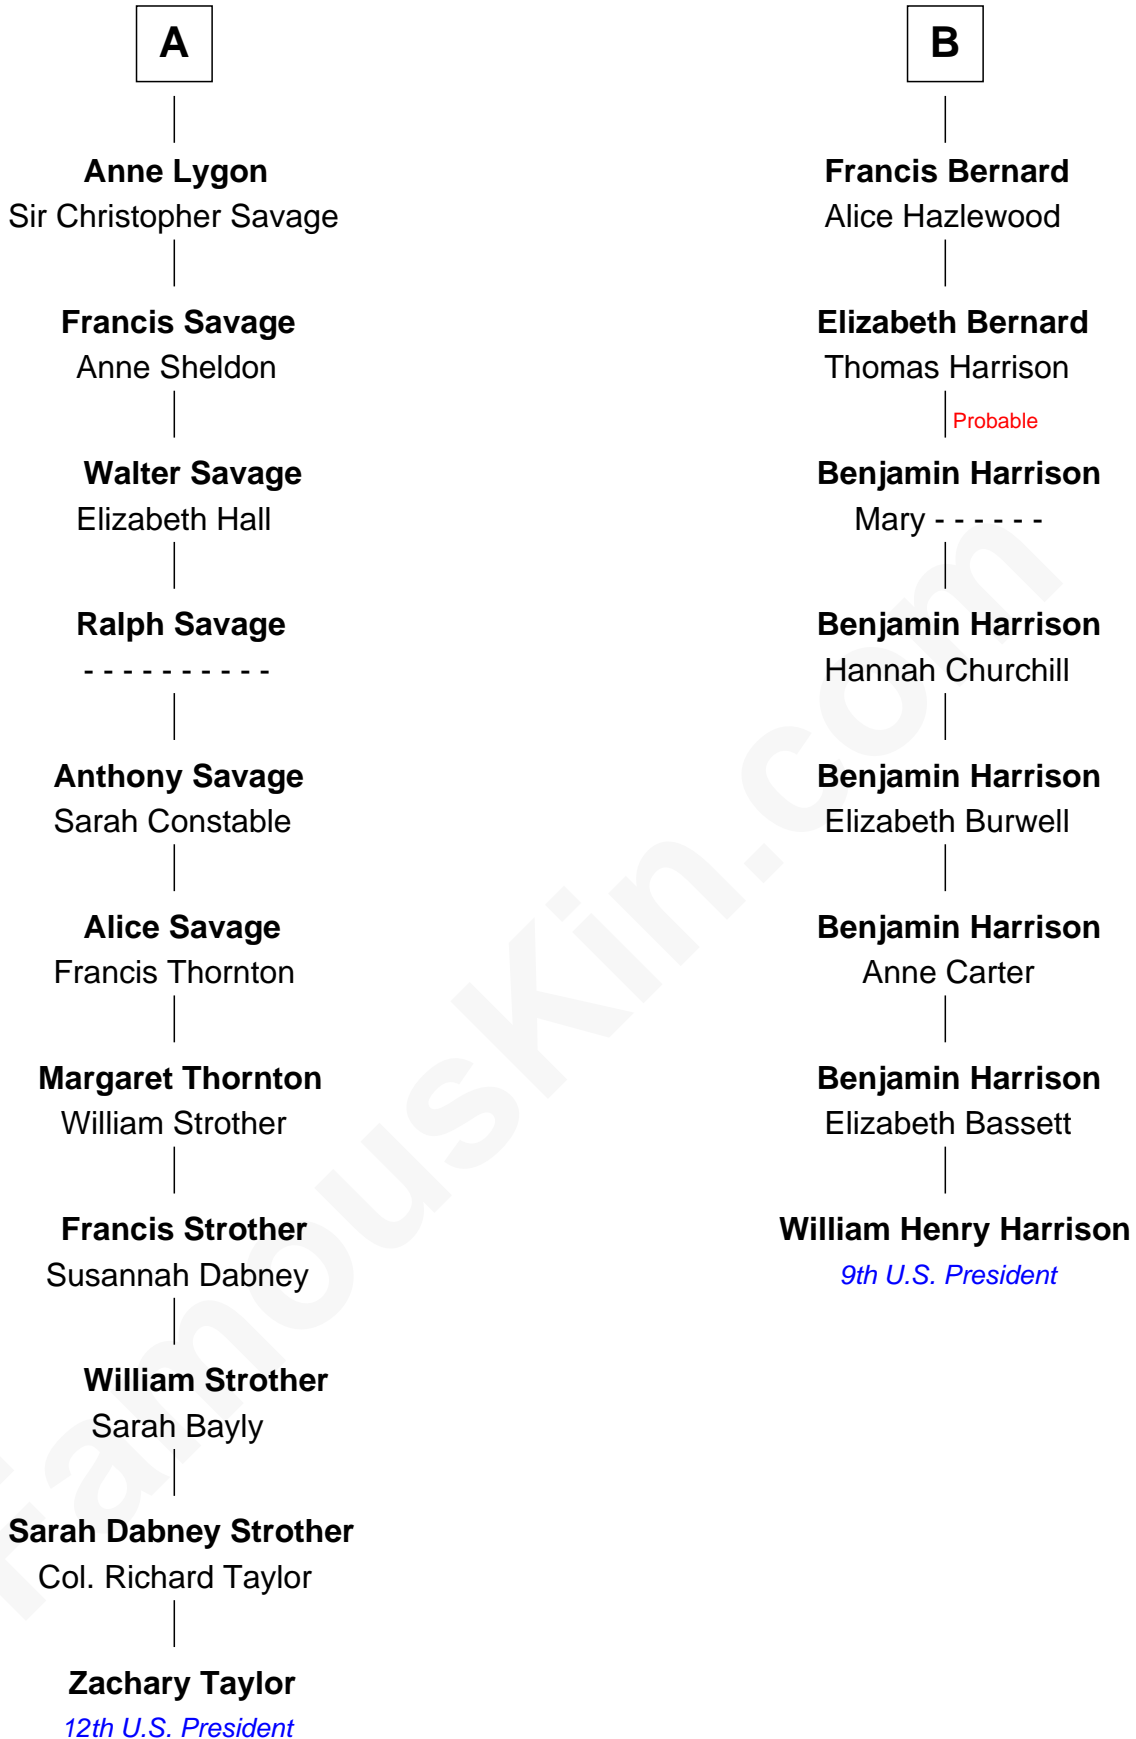 A
Anne Lygon
Sir Christopher Savage
Francis Savage
Anne Sheldon
Walter Savage
Elizabeth Hall
Ralph Savage
- - - - - - - - - -
Anthony Savage
Sarah Constable
Alice Savage
Francis Thornton
Margaret Thornton
William Strother
Francis Strother
Susannah Dabney
William Strother
Sarah Bayly
Sarah Dabney Strother
Col. Richard Taylor
Zachary Taylor
12th U.S. President
B
Francis Bernard
Alice Hazlewood
Elizabeth Bernard
Thomas Harrison
Probable
Benjamin Harrison
Mary - - - - - -
Benjamin Harrison
Hannah Churchill
Benjamin Harrison
Elizabeth Burwell
Benjamin Harrison
Anne Carter
Benjamin Harrison
Elizabeth Bassett
William Henry Harrison
9th U.S. President
FamousKin.com